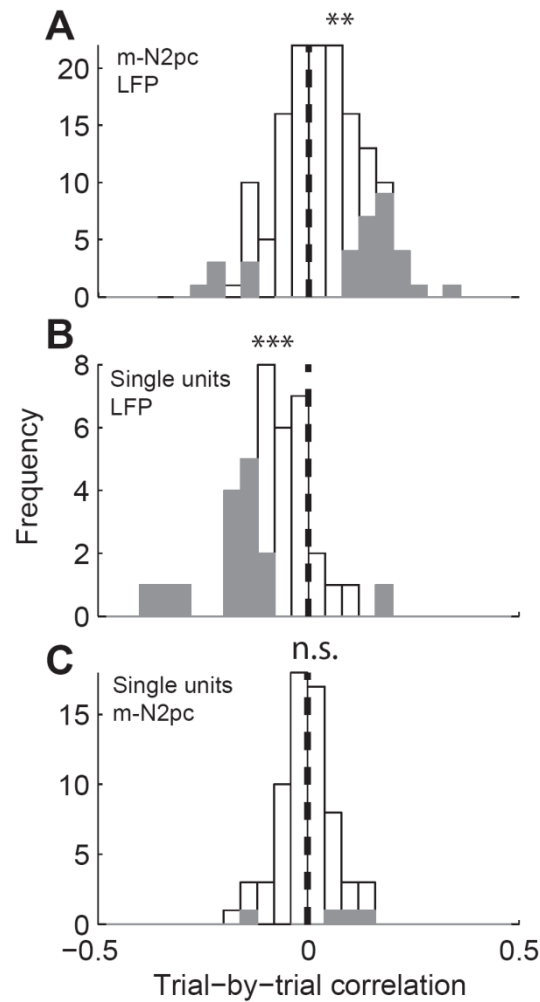 A
**
m-N2pc
LFP
20
15
10
5
0
B
***
Single units
LFP
8
6
4
2
0
Frequency
C
n.s.
Single units
m-N2pc
15
10
5
0
−0.5
0
0.5
Trial−by−trial correlation